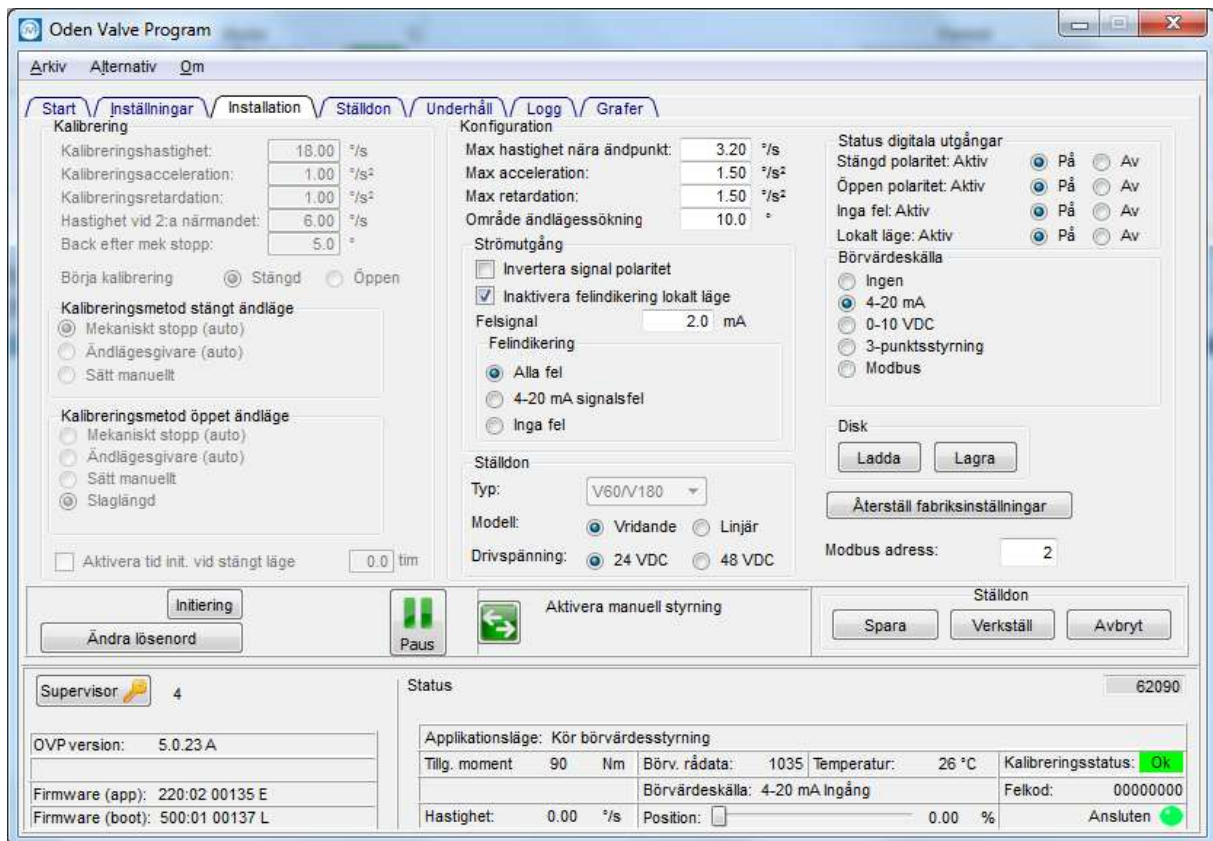 Oden Valve Program
Arkiv Alternativ Om
Start Inställningar Installation Ställdon Underhåll Logg Grafer
Kalibrering
Kalibreringshastighet: 18.00 °/s
Kalibreringsacceleration: 1.00 °/s²
Kalibreringsretardation: 1.00 °/s²
Hastighet vid 2:a närmandet: 6.00 °/s
Back efter mek stopp: 5.0 °
Börja kalibrering Stängd Öppen
Kalibreringsmetod stängt ändläge
Mekaniskt stopp (auto)
Ändlägesgivare (auto)
Sätt manuellt
Kalibreringsmetod öppet ändläge
Mekaniskt stopp (auto)
Ändlägesgivare (auto)
Sätt manuellt
Slaglängd
Aktivera tid init. vid stängt läge 0.0 tim
Konfiguration
Max hastighet nära ändpunkt: 3.20 °/s
Max acceleration: 1.50 °/s²
Max retardation: 1.50 °/s²
Område ändlägessökning 10.0 °
Strömutgång
Invertera signal polaritet
Inaktivera felindikering lokalt läge
Felsignal 2.0 mA
Felindikering
Alla fel
4-20 mA signalsfel
Inga fel
Ställdon
Typ: V60/V180
Modell: Vridande Linjär
Drivspänning: 24 VDC 48 VDC
Status digitala utgångar
Stängd polaritet: Aktiv På Av
Öppen polaritet: Aktiv På Av
Inga fel: Aktiv På Av
Lokalt läge: Aktiv På Av
Börvärdeskälla
Ingen
4-20 mA
0-10 VDC
3-punktsstyrning
Modbus
Disk
Ladda Lagra
Återställ fabriksinställningar
Modbus adress: 2
Initiering
Ändra lösenord
Paus
Aktivera manuell styrning
Ställdon
Spara Verkställ Avbryt
Supervisor 4
OVP version: 5.0.23 A
Firmware (app): 220:02 00135 E
Firmware (boot): 500:01 00137 L
Status 62090
Applikationsläge: Kör börvärdesstyrning
Tillg. moment 90 Nm Börv. rådata: 1035 Temperatur: 26 °C Kalibreringsstatus: Ok
Börvärdeskälla: 4-20 mA Ingång Felkod: 00000000
Hastighet: 0.00 °/s Position: 0.00 % Ansluten